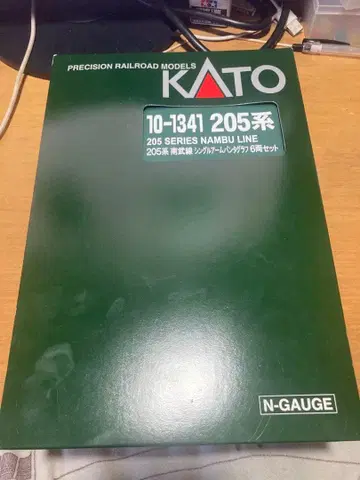 PRECISION RAILROAD MODELS
KATO
10-1341 205系
205 SERIES NAMBU LINE
205系 南武線 シングルアームパンタグラフ 6両セット
N-GAUGE